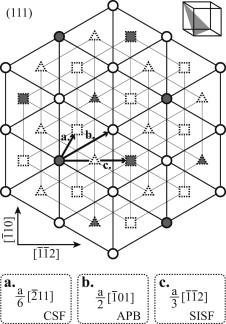 (111)
a.
b.
c.
[1̄10]
[1̄1̄2]
a.
a/6 [2̄11]
CSF
b.
a/2 [1̄01]
APB
c.
a/3 [1̄1̄2]
SISF